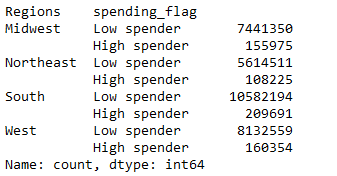 Regions    spending_flag
Midwest    Low spender       7441350
           High spender       155975
Northeast  Low spender       5614511
           High spender       108225
South      Low spender      10582194
           High spender       209691
West       Low spender       8132559
           High spender       160354
Name: count, dtype: int64